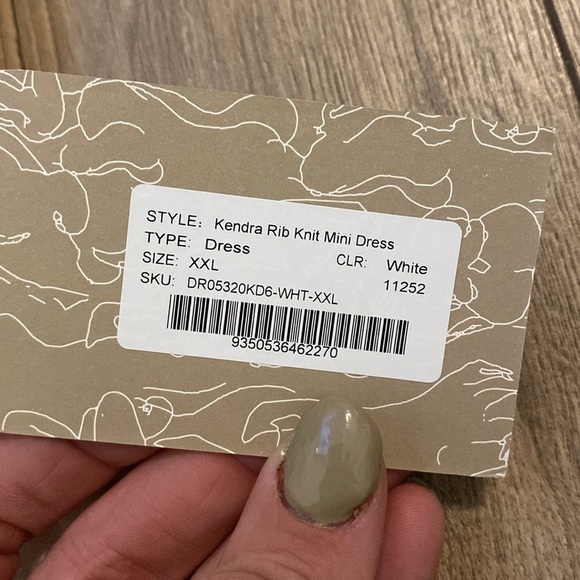 STYLE: Kendra Rib Knit Mini Dress
TYPE: Dress CLR: White
SIZE: XXL 11252
SKU: DR05320KD6-WHT-XXL
9350536462270